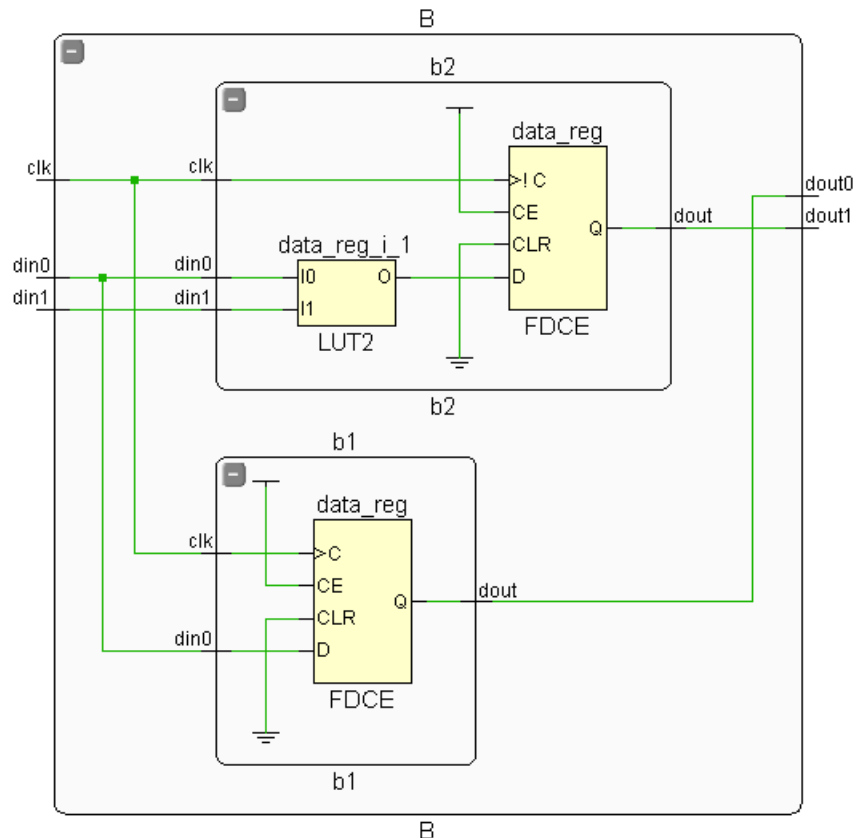 B
b2
data_reg
clk
clk
>! C
dout0
CE
dout
dout1
CLR
Q
data_reg_i_1
din0
din0
I0
O
D
din1
din1
I1
LUT2
FDCE
b2
b1
data_reg
clk
>C
CE
dout
Q
CLR
din0
D
FDCE
b1
B